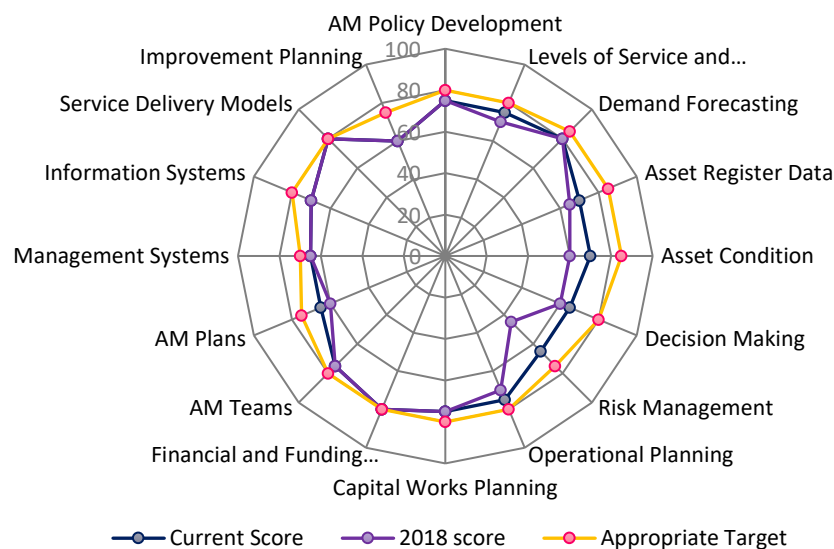 AM Policy Development
100
Improvement Planning
Levels of Service and...
80
Service Delivery Models
Demand Forecasting
60
Information Systems
40
Asset Register Data
20
Management Systems
0
Asset Condition
AM Plans
Decision Making
AM Teams
Risk Management
Financial and Funding...
Operational Planning
Capital Works Planning
Current Score
2018 score
Appropriate Target